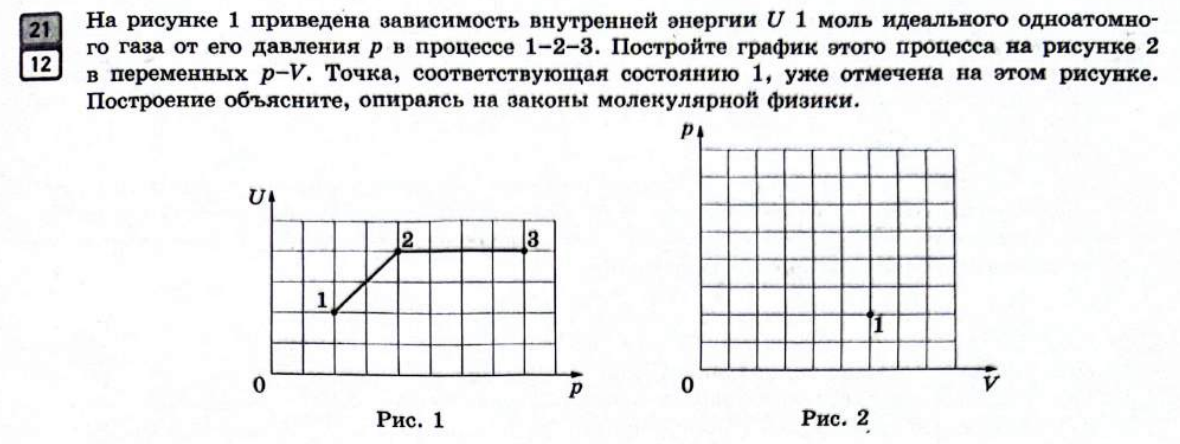 21
12
На рисунке 1 приведена зависимость внутренней энергии U 1 моль идеального одноатомно-
го газа от его давления p в процессе 1–2–3. Постройте график этого процесса на рисунке 2
в переменных p–V. Точка, соответствующая состоянию 1, уже отмечена на этом рисунке.
Построение объясните, опираясь на законы молекулярной физики.
U
2
3
1
0
p
Рис. 1
p
1
0
V
Рис. 2